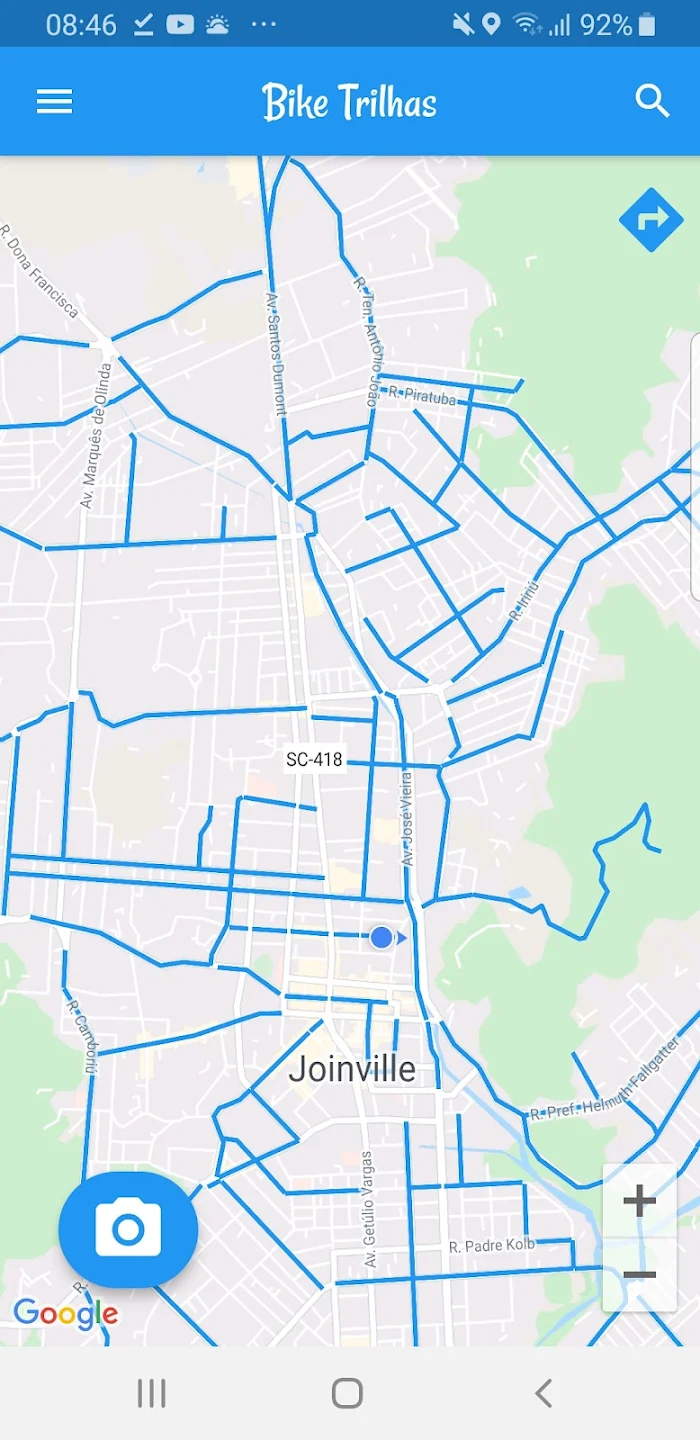 08:46
92%
Bike Trilhas
R. Dona Francisca
Av. Santos Dumont
R. Ten. Antônio João
R. Piratuba
Av. Marquês de Olinda
R. Iririú
SC-418
Av. José Vieira
R. Camboriú
Joinville
R. Pref. Helmuth Fallgatter
Av. Getúlio Vargas
R. Padre Kolb
R.
Google